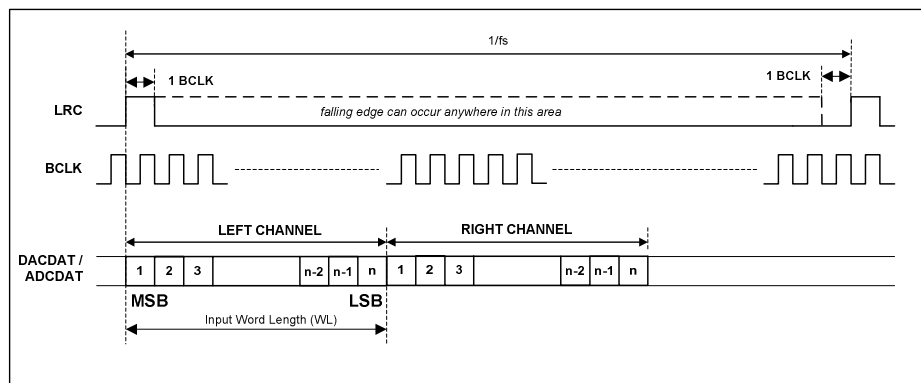 1/fs
1 BCLK
1 BCLK
LRC
falling edge can occur anywhere in this area
BCLK
LEFT CHANNEL
RIGHT CHANNEL
DACDAT /
ADCDAT
1 2 3 n-2 n-1 n 1 2 3 n-2 n-1 n
MSB
LSB
Input Word Length (WL)